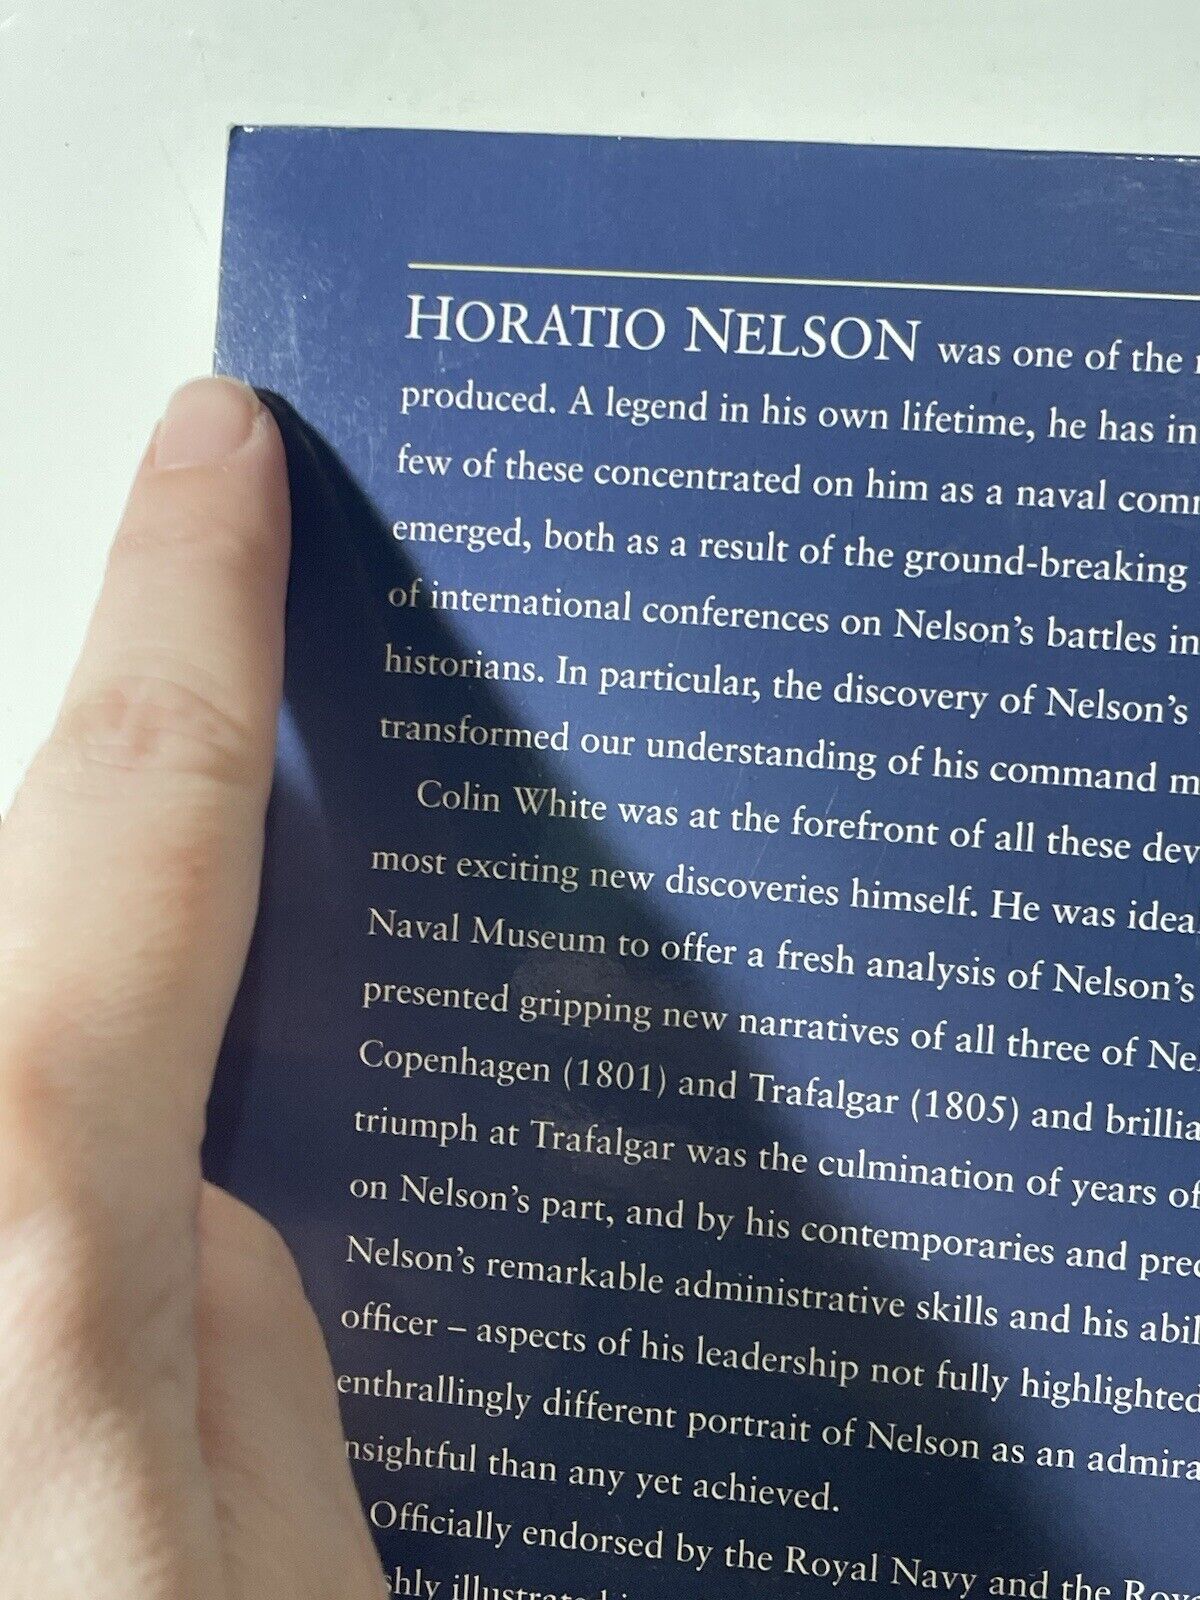 HORATIO NELSON was one of the
produced. A legend in his own lifetime, he has in
few of these concentrated on him as a naval com
emerged, both as a result of the ground-breaking
of international conferences on Nelson's battles in
historians. In particular, the discovery of Nelson's
transformed our understanding of his command m
Colin White was at the forefront of all these dev
most exciting new discoveries himself. He was idea
Naval Museum to offer a fresh analysis of Nelson's
presented gripping new narratives of all three of Ne
Copenhagen (1801) and Trafalgar (1805) and brillia
triumph at Trafalgar was the culmination of years of
on Nelson's part, and by his contemporaries and pred
Nelson's remarkable administrative skills and his abil
officer – aspects of his leadership not fully highlighted
enthrallingly different portrait of Nelson as an admira
nsightful than any yet achieved.
Officially endorsed by the Royal Navy and the Roy